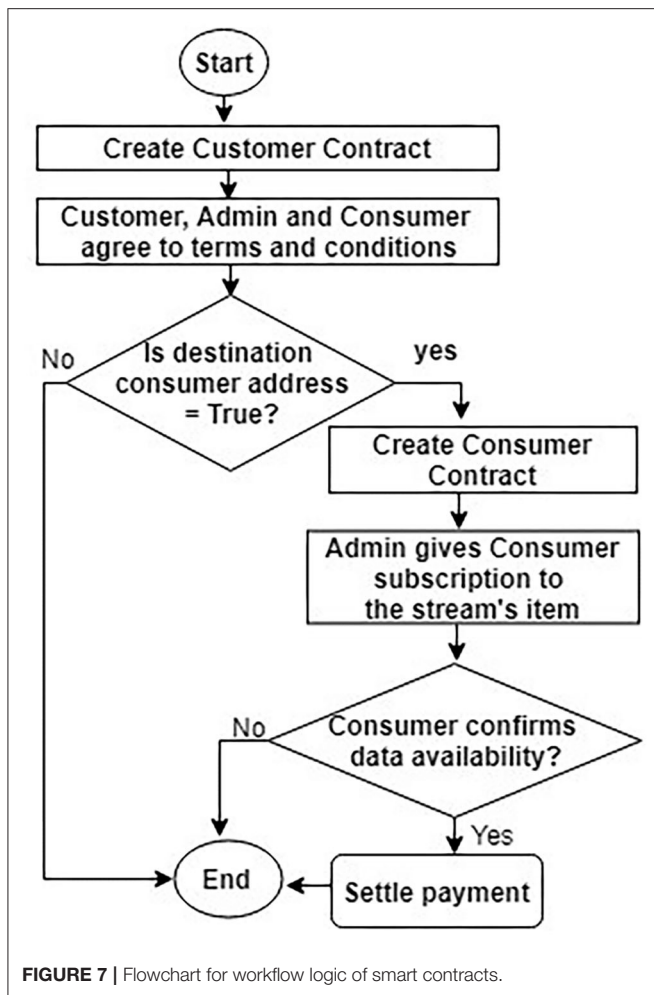 Start
Create Customer Contract
Customer, Admin and Consumer
agree to terms and conditions
No
Is destination
consumer address
= True?
yes
Create Consumer
Contract
Admin gives Consumer
subscription to
the stream's item
No
Consumer confirms
data availability?
Yes
End
Settle payment
FIGURE 7 | Flowchart for workflow logic of smart contracts.